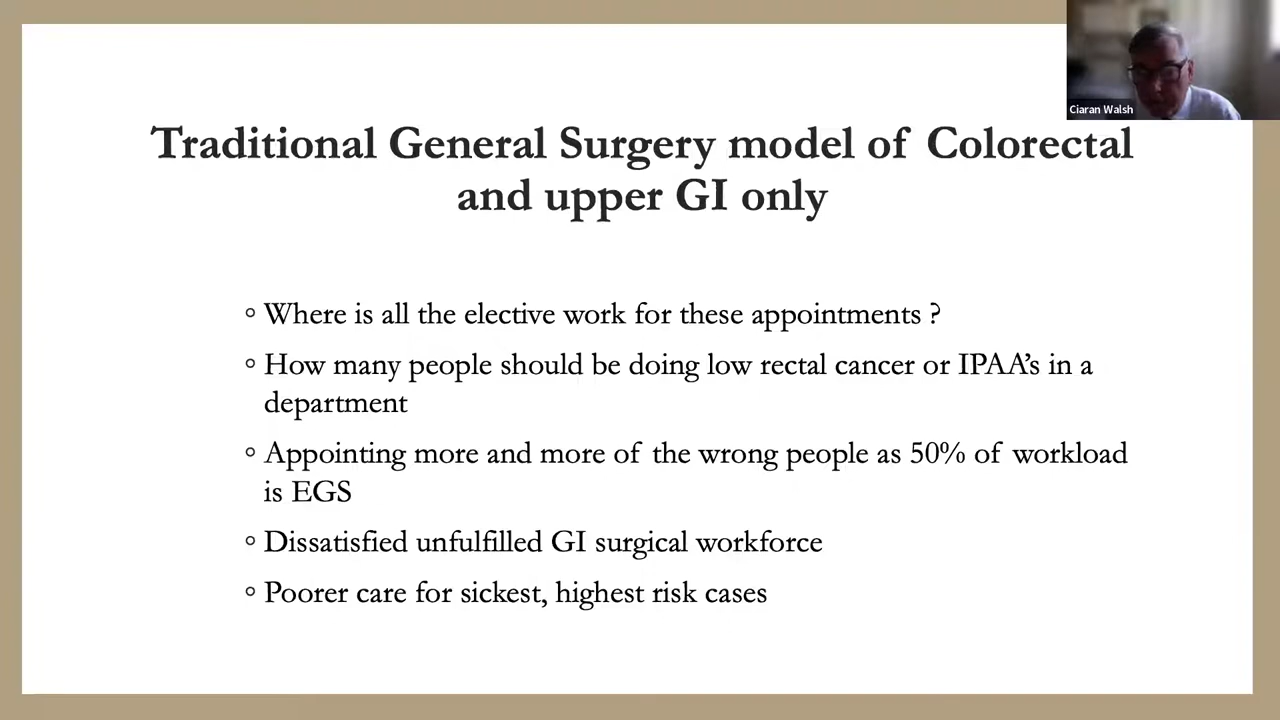 Ciaran Walsh
Traditional General Surgery model of Colorectal
and upper GI only
◦ Where is all the elective work for these appointments ?
◦ How many people should be doing low rectal cancer or IPAA’s in a
department
◦ Appointing more and more of the wrong people as 50% of workload
is EGS
◦ Dissatisfied unfulfilled GI surgical workforce
◦ Poorer care for sickest, highest risk cases